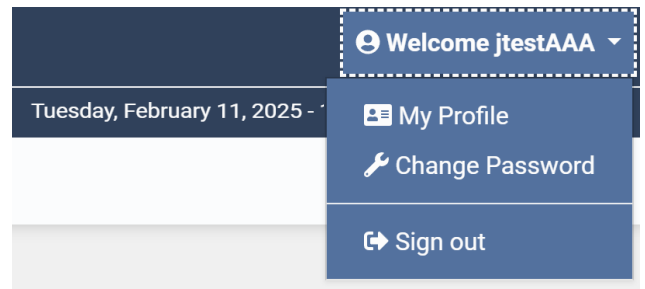 Welcome jtestAAA
Tuesday, February 11, 2025 -
My Profile
Change Password
Sign out